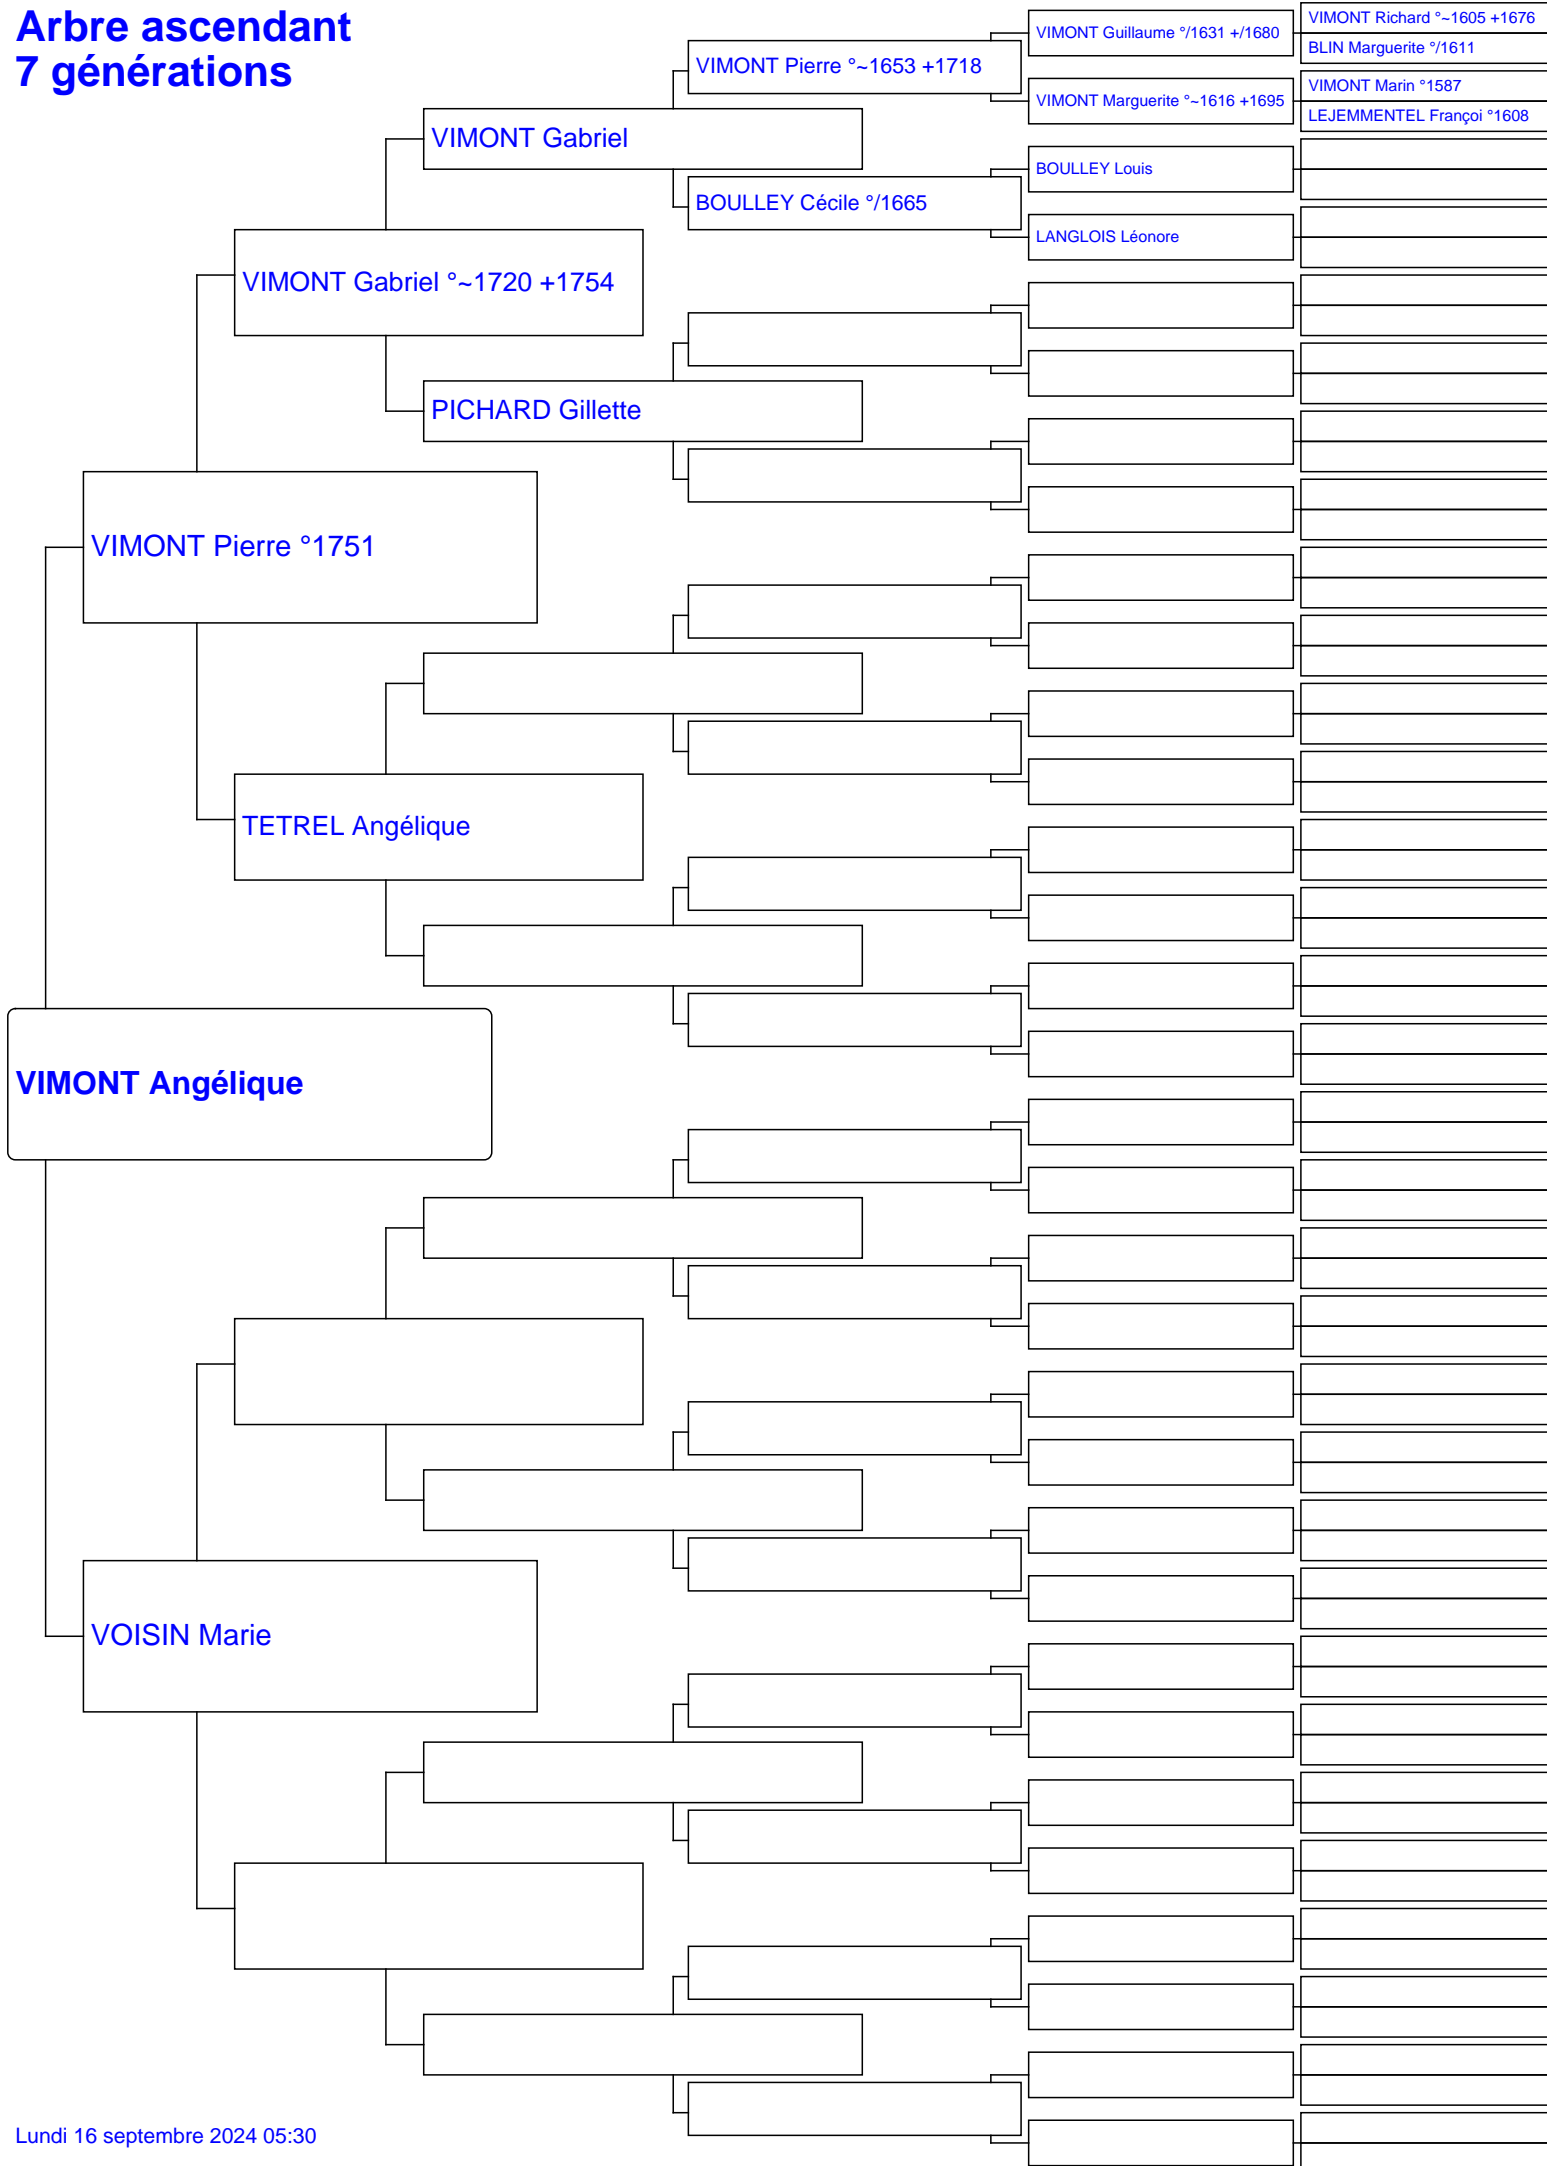 Arbre ascendant
7 générations
VIMONT Richard °~1605 +1676
VIMONT Guillaume °/1631 +/1680
BLIN Marguerite °/1611
VIMONT Pierre °~1653 +1718
VIMONT Marin °1587
VIMONT Marguerite °~1616 +1695
LEJEMMENTEL Françoi °1608
VIMONT Gabriel
BOULLEY Louis
BOULLEY Cécile °/1665
LANGLOIS Léonore
VIMONT Gabriel °~1720 +1754
PICHARD Gillette
VIMONT Pierre °1751
TETREL Angélique
VIMONT Angélique
VOISIN Marie
Lundi 16 septembre 2024 05:30